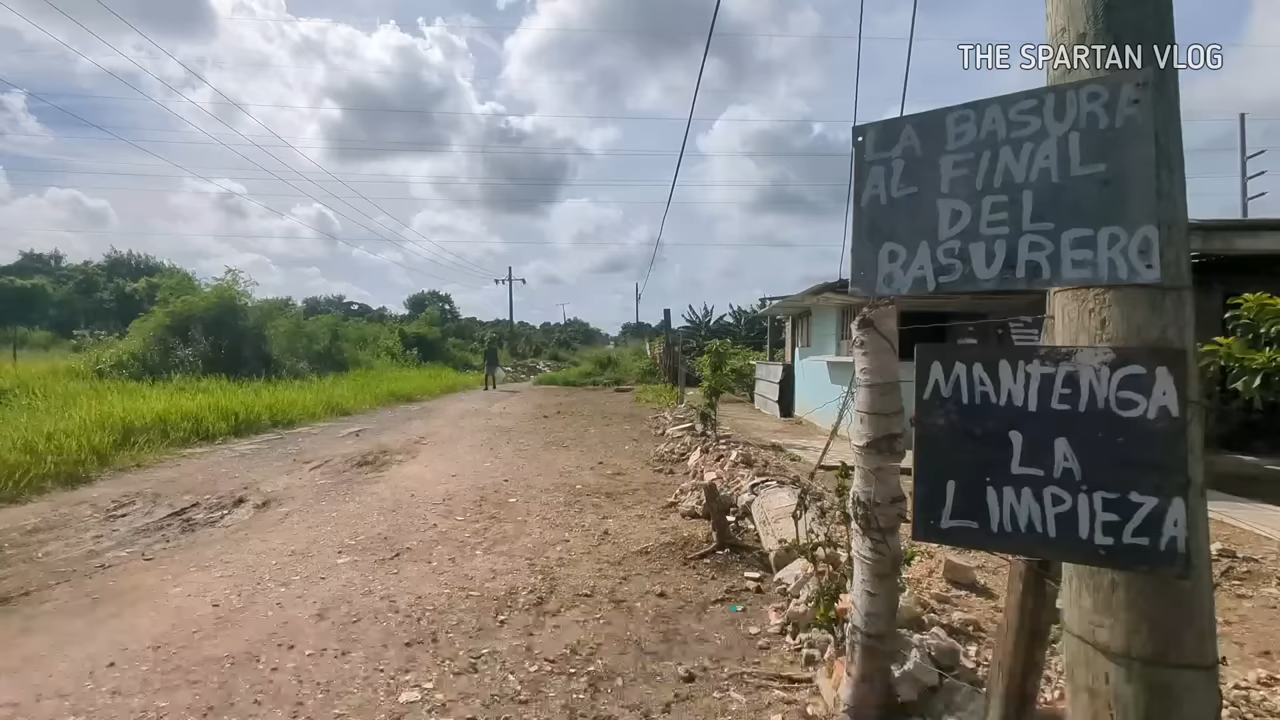 THE SPARTAN VLOG
LA BASURA
AL FINAL
DEL
BASURERO
MANTENGA
LA
LIMPIEZA